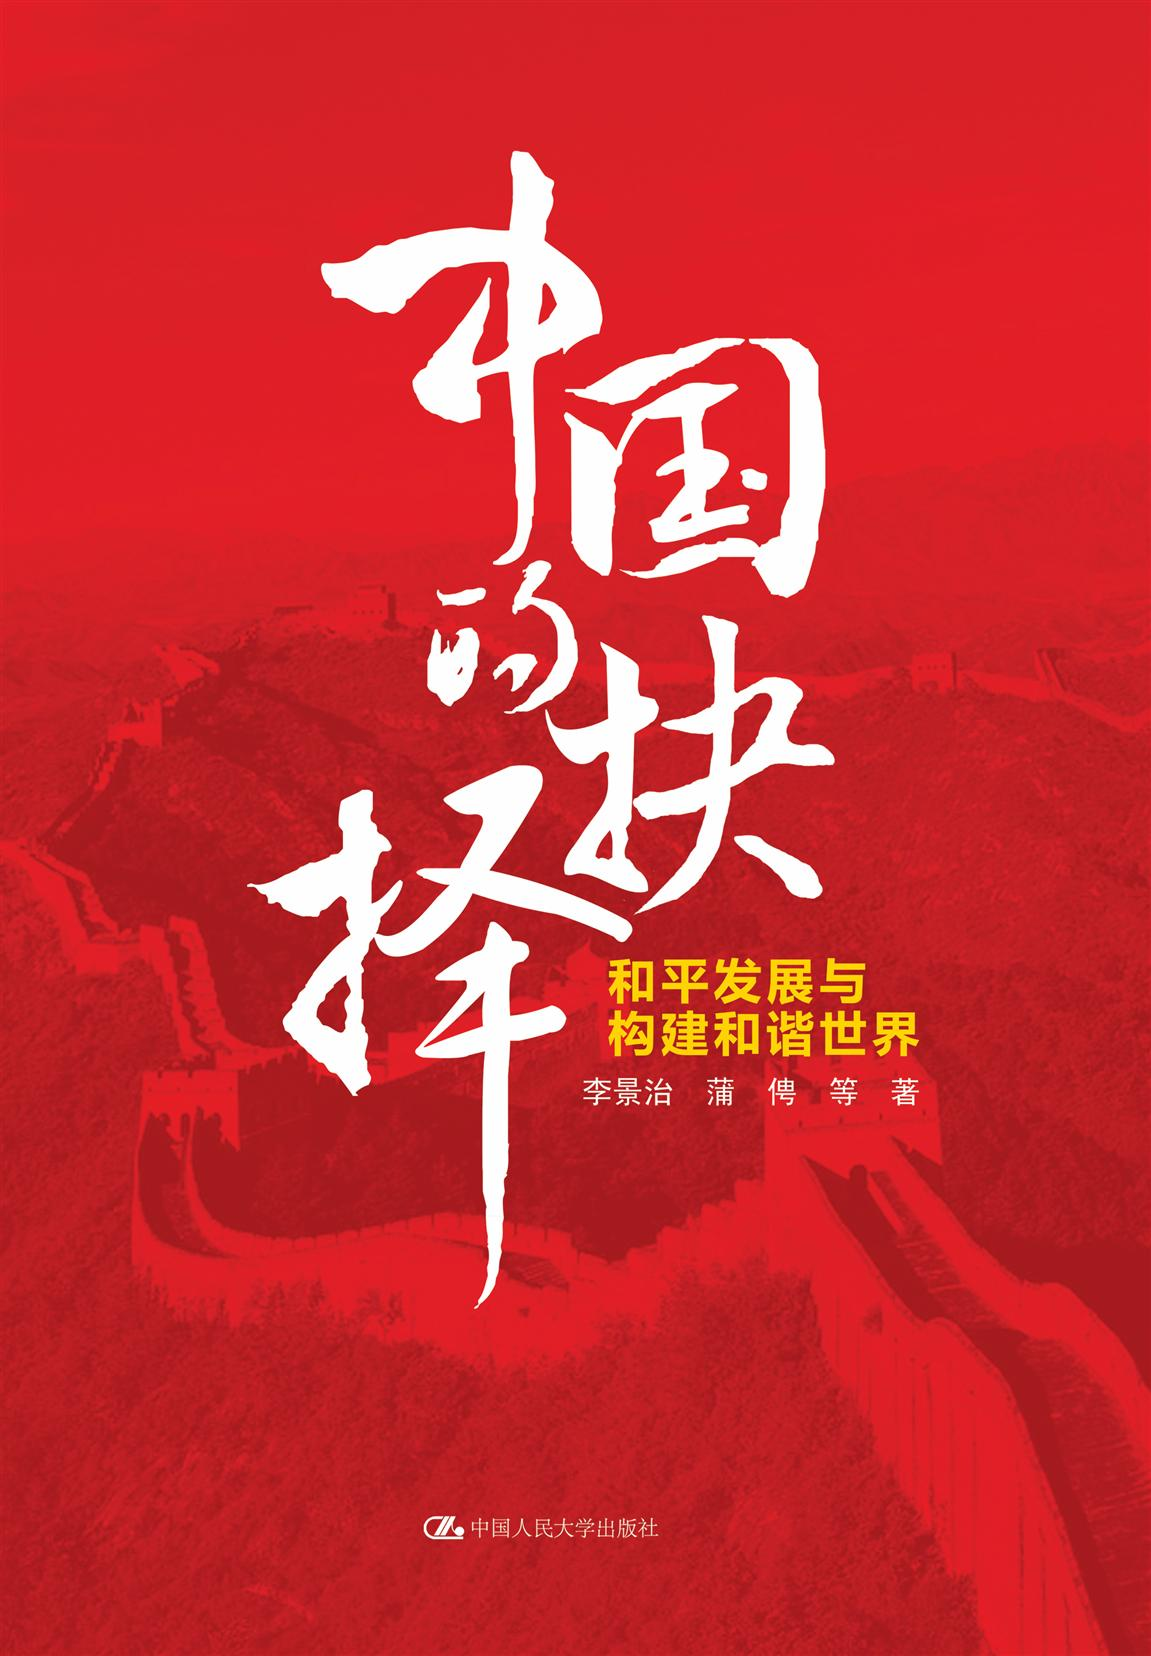 中国
的抉
择
和平发展与
构建和谐世界
李景治 蒲俜 等 著
中国人民大学出版社